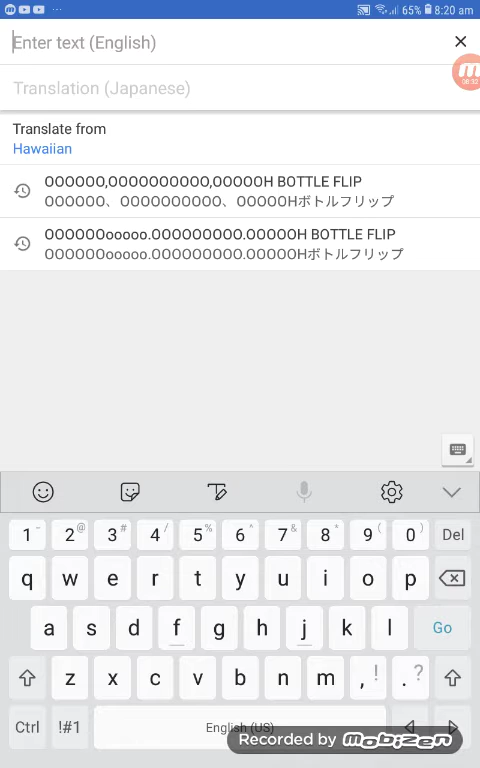 65% 8:20 am
Enter text (English)
Translation (Japanese)
Translate from
Hawaiian
OOOOOO,OOOOOOOOOO,OOOOOH BOTTLE FLIP
OOOOOO、OOOOOOOOOO、OOOOOHボトルフリップ
OOOOOOooooo.OOOOOOOOO.OOOOOH BOTTLE FLIP
OOOOOOooooo.OOOOOOOOO.OOOOOHボトルフリップ
1 - 2 @ 3 # 4 / 5 % 6 ^ 7 & 8 * 9 ( 0 ) Del
q w e r t y u i o p
a s d f g h j k l Go
z x c v b n m , ! . ?
Ctrl !#1 English (US)
Recorded by mobizen